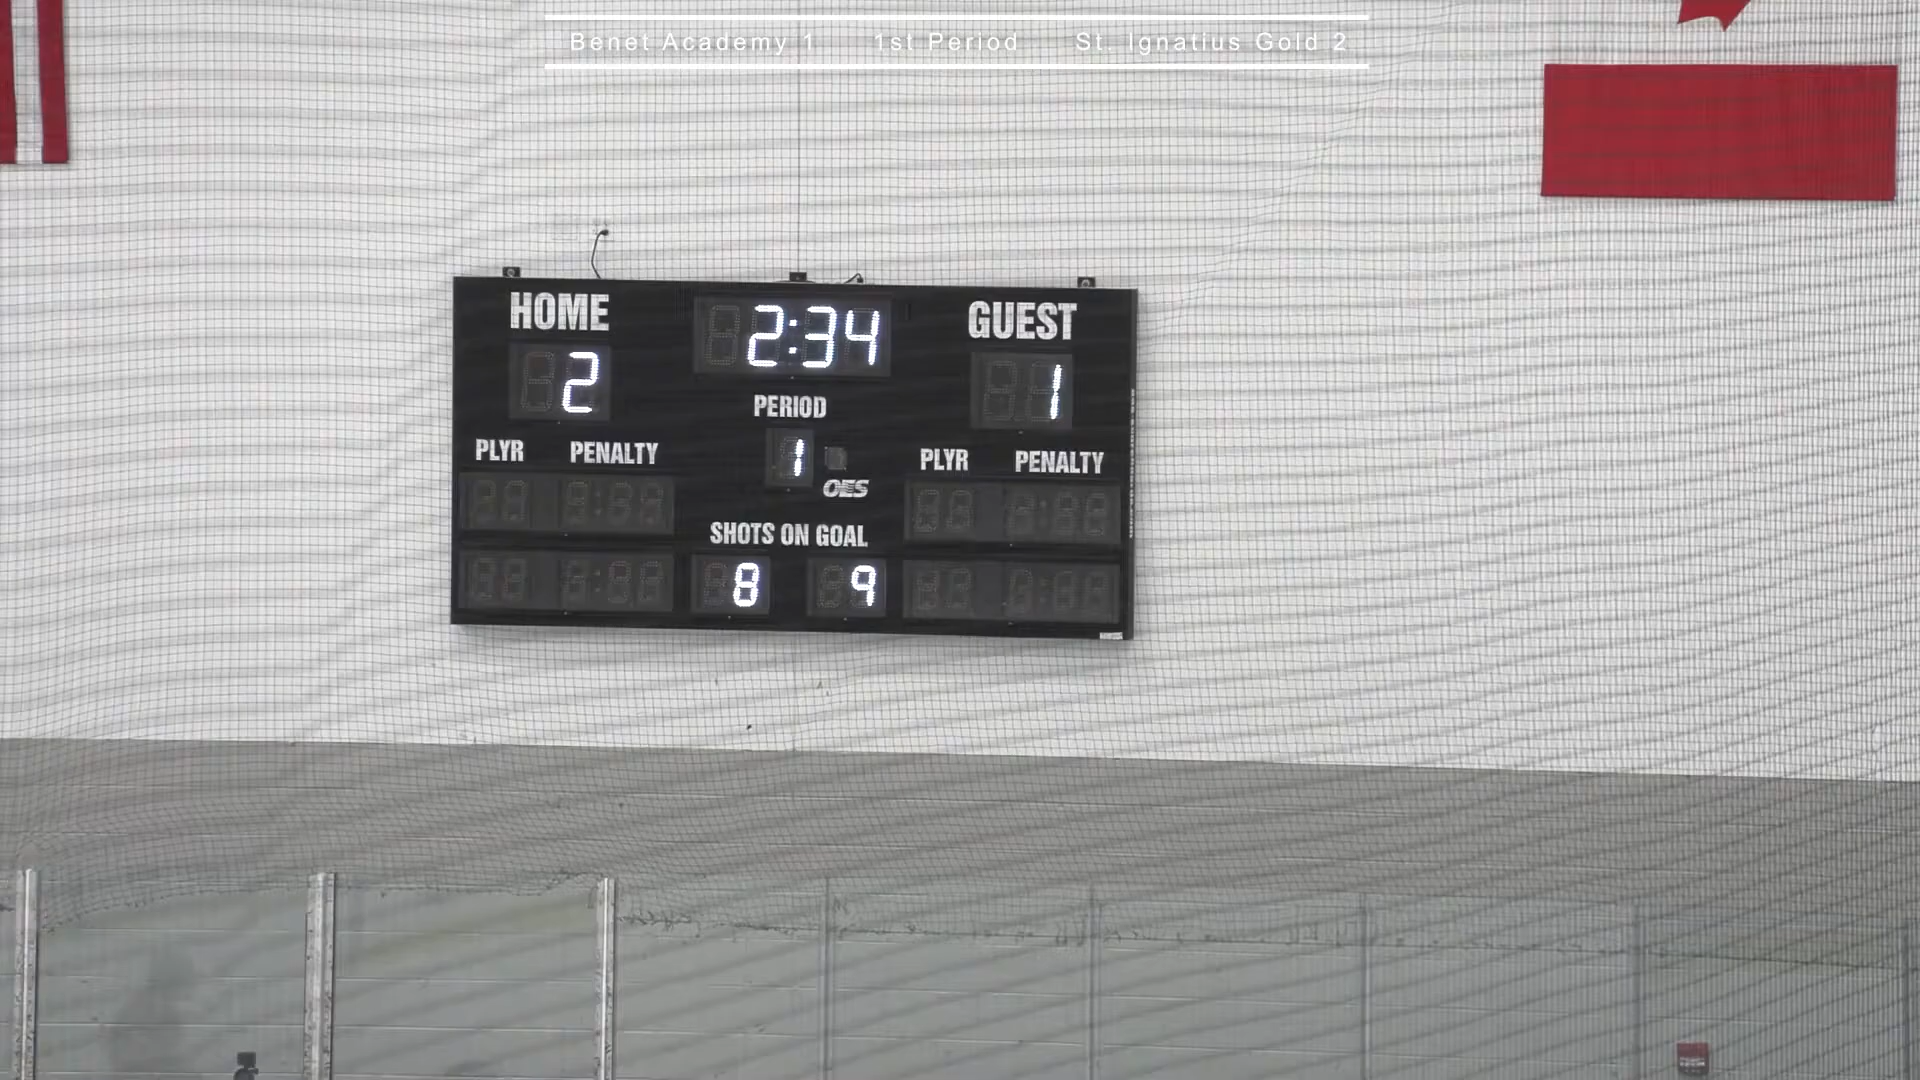 Benet Academy 1 1st Period St. Ignatius Gold 2
HOME 2:34 GUEST
2 1
PERIOD
1
PLYR PENALTY PLYR PENALTY
OES
SHOTS ON GOAL
8 9